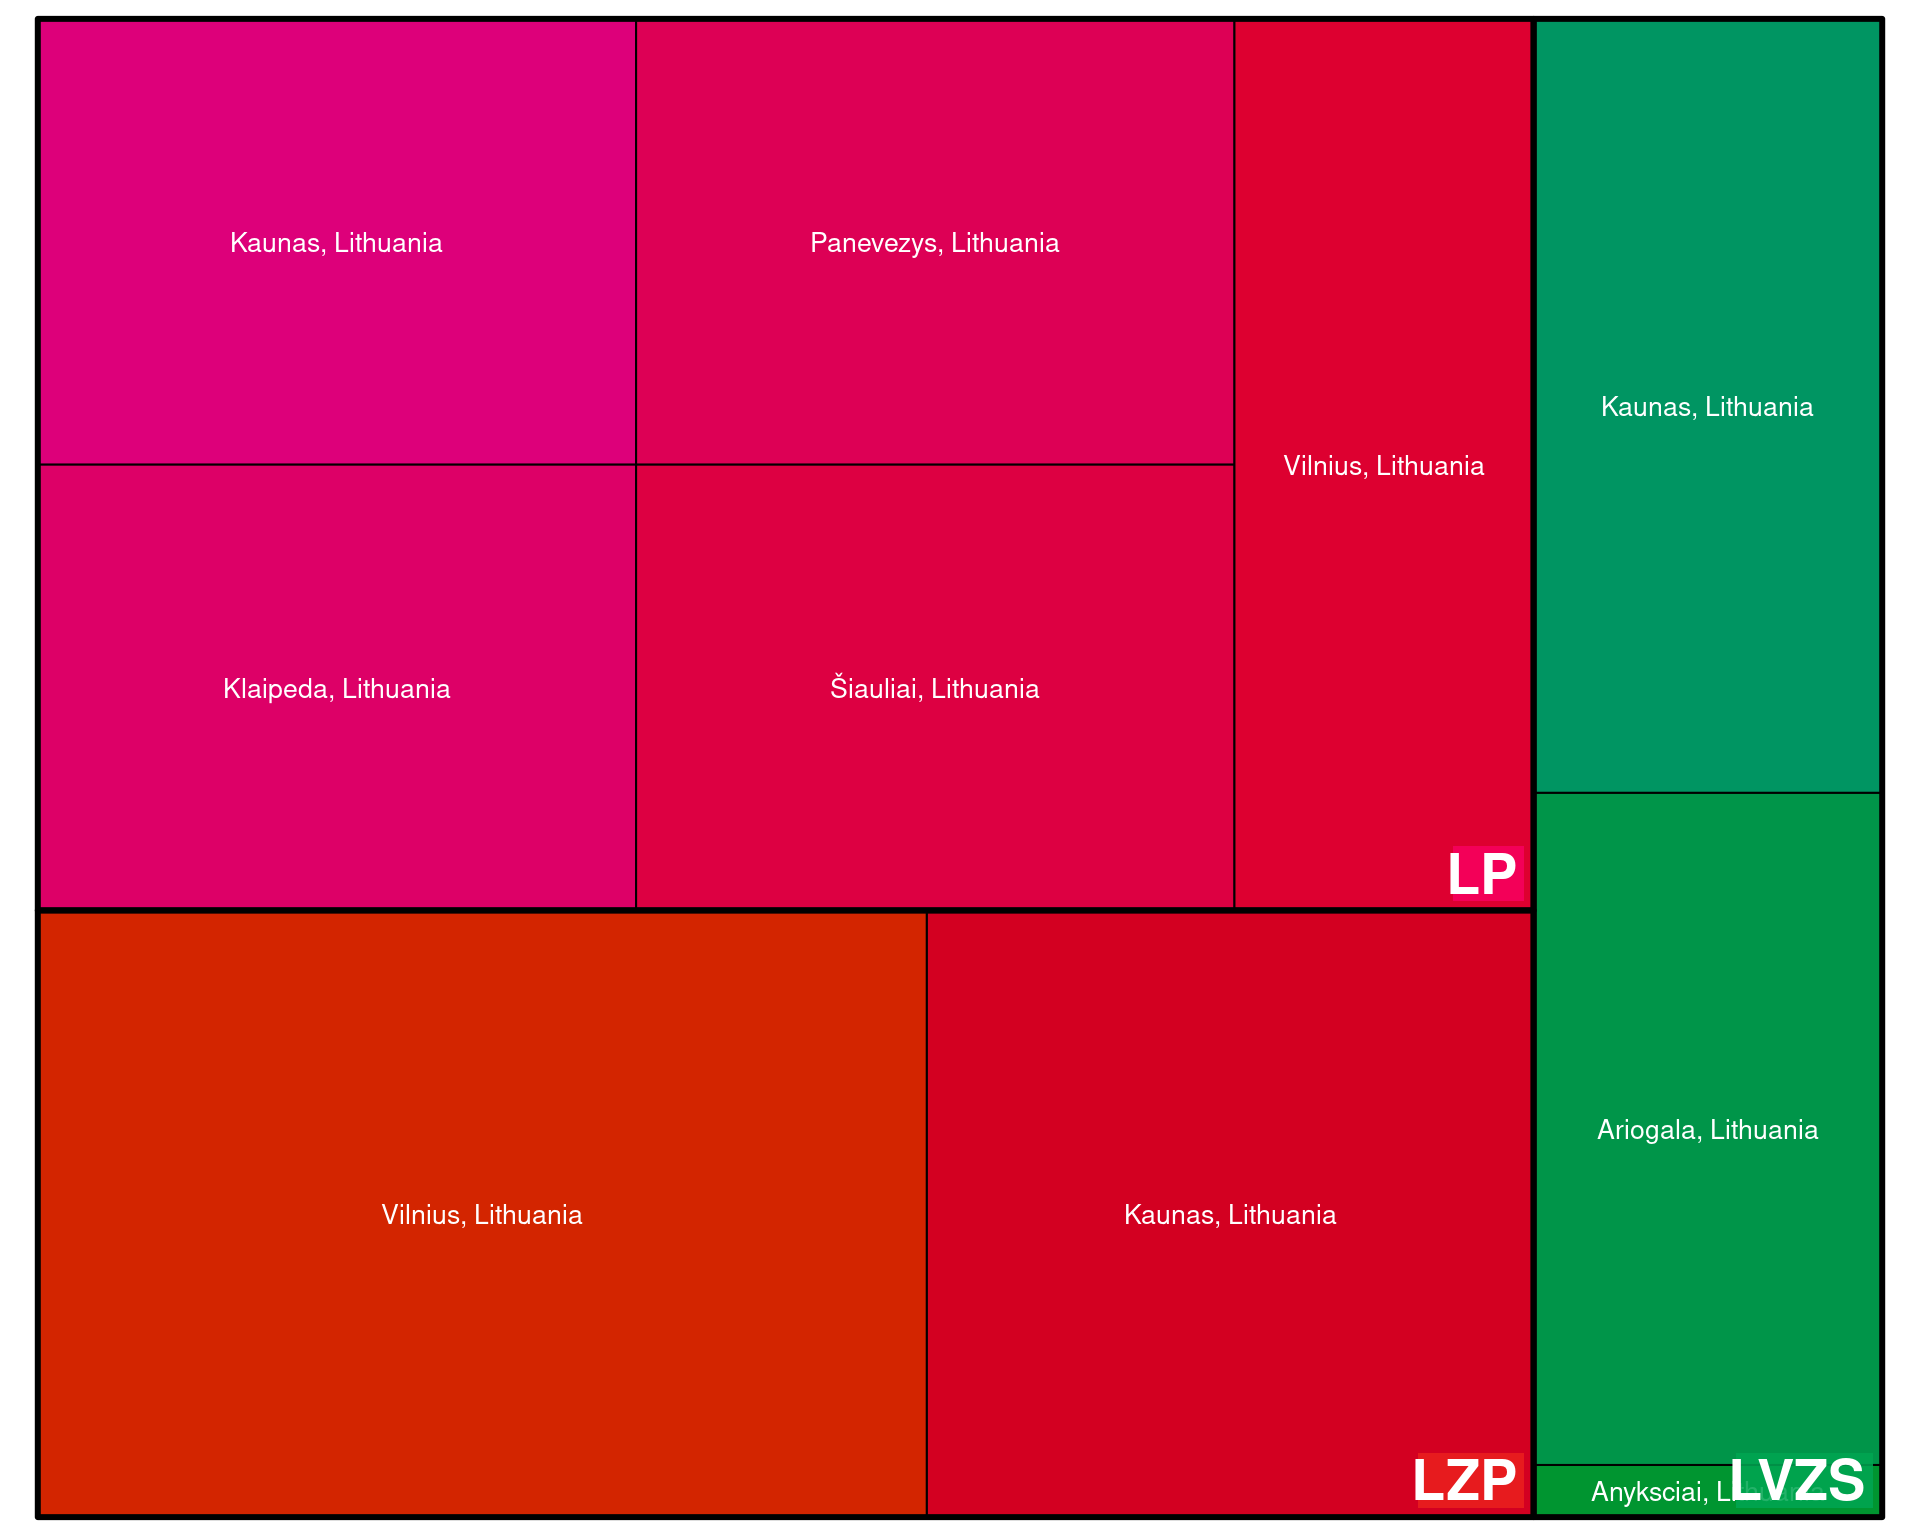 Kaunas, Lithuania
Panevezys, Lithuania
Vilnius, Lithuania
Kaunas, Lithuania
Klaipeda, Lithuania
Šiauliai, Lithuania
LP
Vilnius, Lithuania
Kaunas, Lithuania
Ariogala, Lithuania
LZP
Anyksciai, Lithuania
LVZS